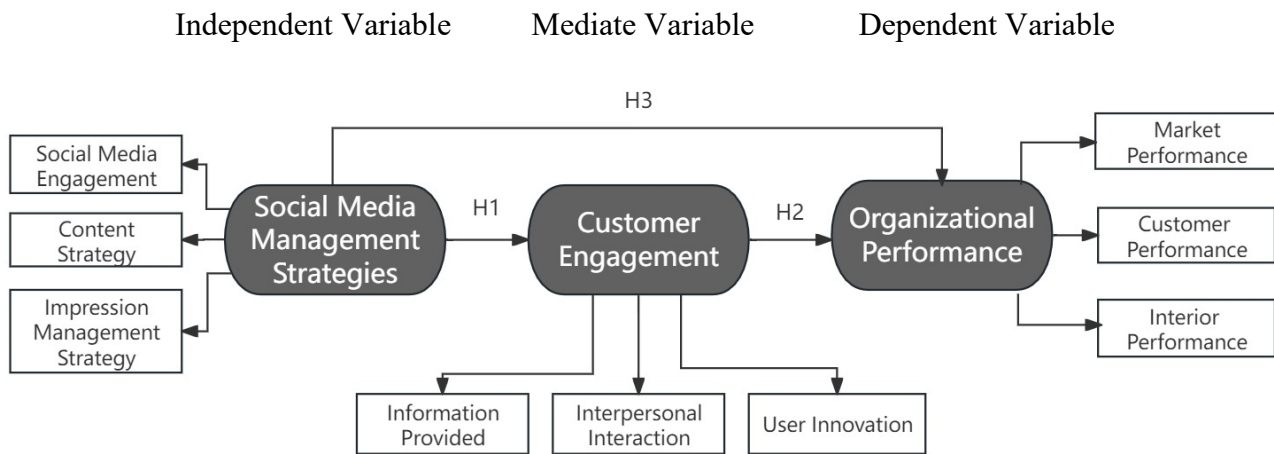 Independent Variable Mediate Variable Dependent Variable
H3
Social Media
Engagement
Content
Strategy
Impression
Management
Strategy
Social Media
Management
Strategies
H1
Customer
Engagement
H2
Organizational
Performance
Market
Performance
Customer
Performance
Interior
Performance
Information
Provided
Interpersonal
Interaction
User Innovation